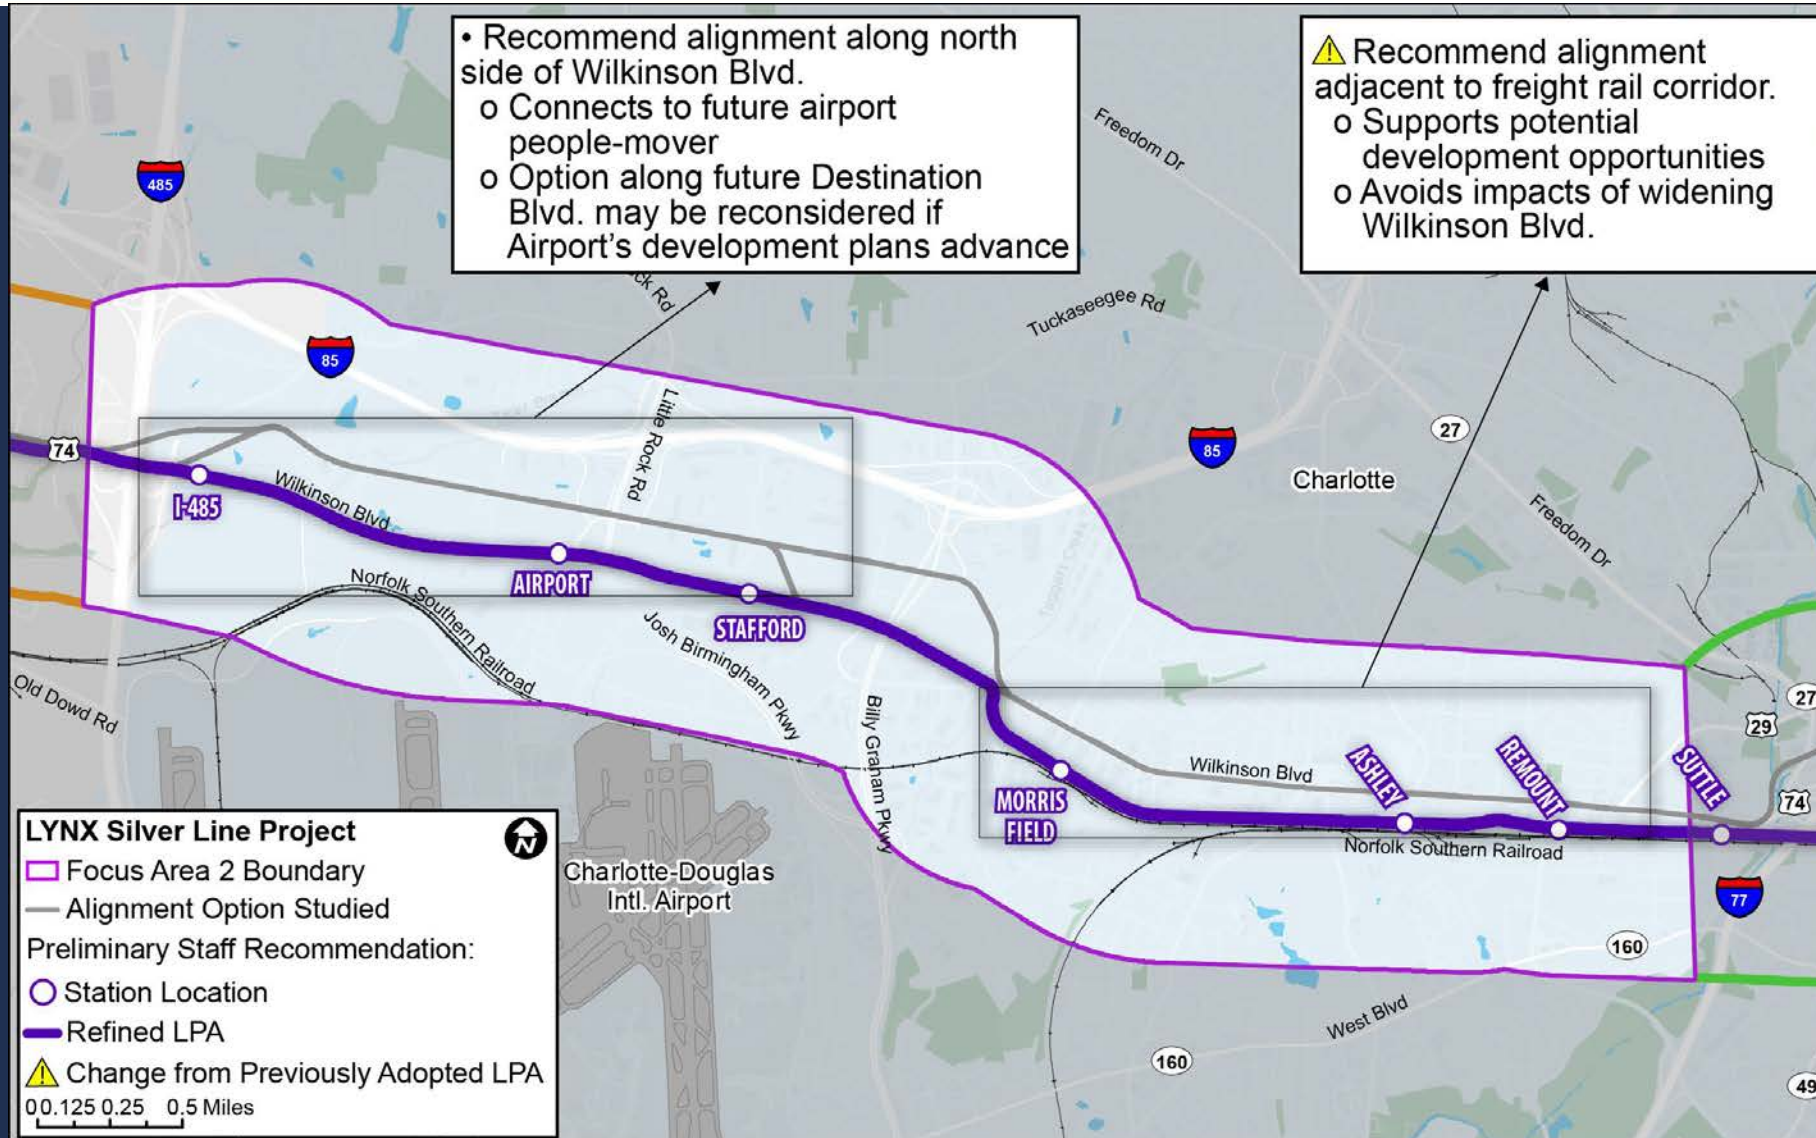 • Recommend alignment along north
side of Wilkinson Blvd.
o Connects to future airport
people-mover
o Option along future Destination
Blvd. may be reconsidered if
Airport's development plans advance
⚠ Recommend alignment
adjacent to freight rail corridor.
o Supports potential
development opportunities
o Avoids impacts of widening
Wilkinson Blvd.
Freedom Dr
485
ck Rd
Tuckaseegee Rd
85
Little Rock Rd
27
85
74
Charlotte
I-485
Wilkinson Blvd
Freedom Dr
AIRPORT
Norfolk Southern Railroad
STAFFORD
Josh Birmingham Pkwy
Old Dowd Rd
Billy Graham Pkwy
27
29
Wilkinson Blvd
ASHLEY
REMOUNT
SUTTLE
MORRIS
FIELD
74
Norfolk Southern Railroad
Charlotte-Douglas
Intl. Airport
77
160
West Blvd
160
49
LYNX Silver Line Project
N
Focus Area 2 Boundary
Alignment Option Studied
Preliminary Staff Recommendation:
Station Location
Refined LPA
⚠ Change from Previously Adopted LPA
0 0.125 0.25 0.5 Miles